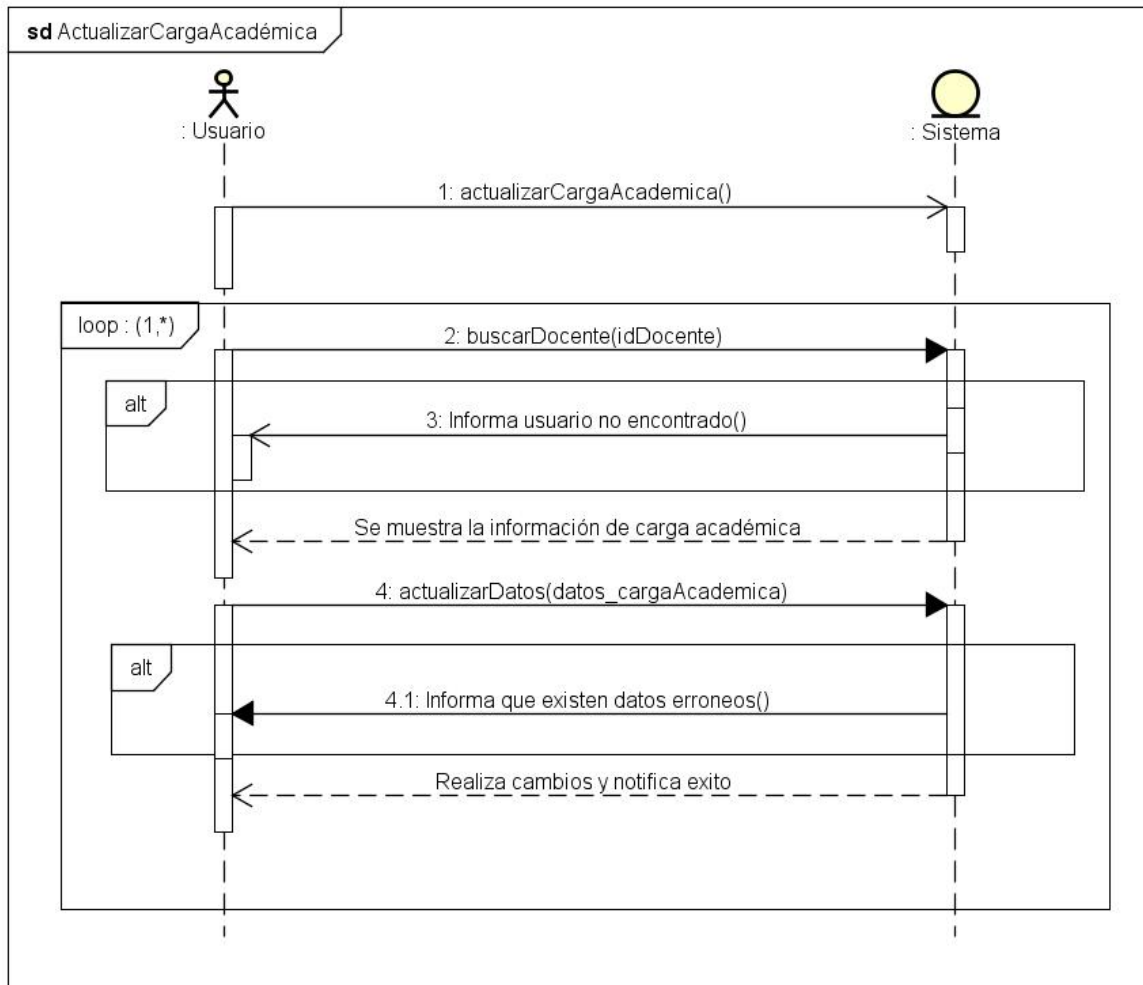 sd ActualizarCargaAcadémica
: Usuario
: Sistema
1: actualizarCargaAcademica()
loop : (1,*)
2: buscarDocente(idDocente)
alt
3: Informa usuario no encontrado()
Se muestra la información de carga académica
4: actualizarDatos(datos_cargaAcademica)
alt
4.1: Informa que existen datos erroneos()
Realiza cambios y notifica exito